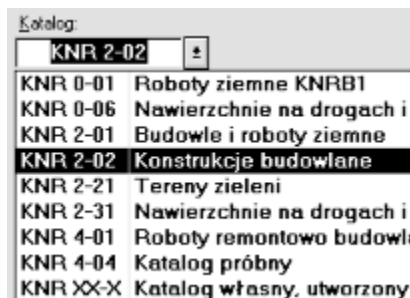 Katalog:
KNR 2-02
KNR 0-01 Roboty ziemne KNRB1
KNR 0-06 Nawierzchnie na drogach i
KNR 2-01 Budowle i roboty ziemne
KNR 2-02 Konstrukcje budowlane
KNR 2-21 Tereny zieleni
KNR 2-31 Nawierzchnie na drogach i
KNR 4-01 Roboty remontowo budowla
KNR 4-04 Katalog próbny
KNR XX-X Katalog własny, utworzony